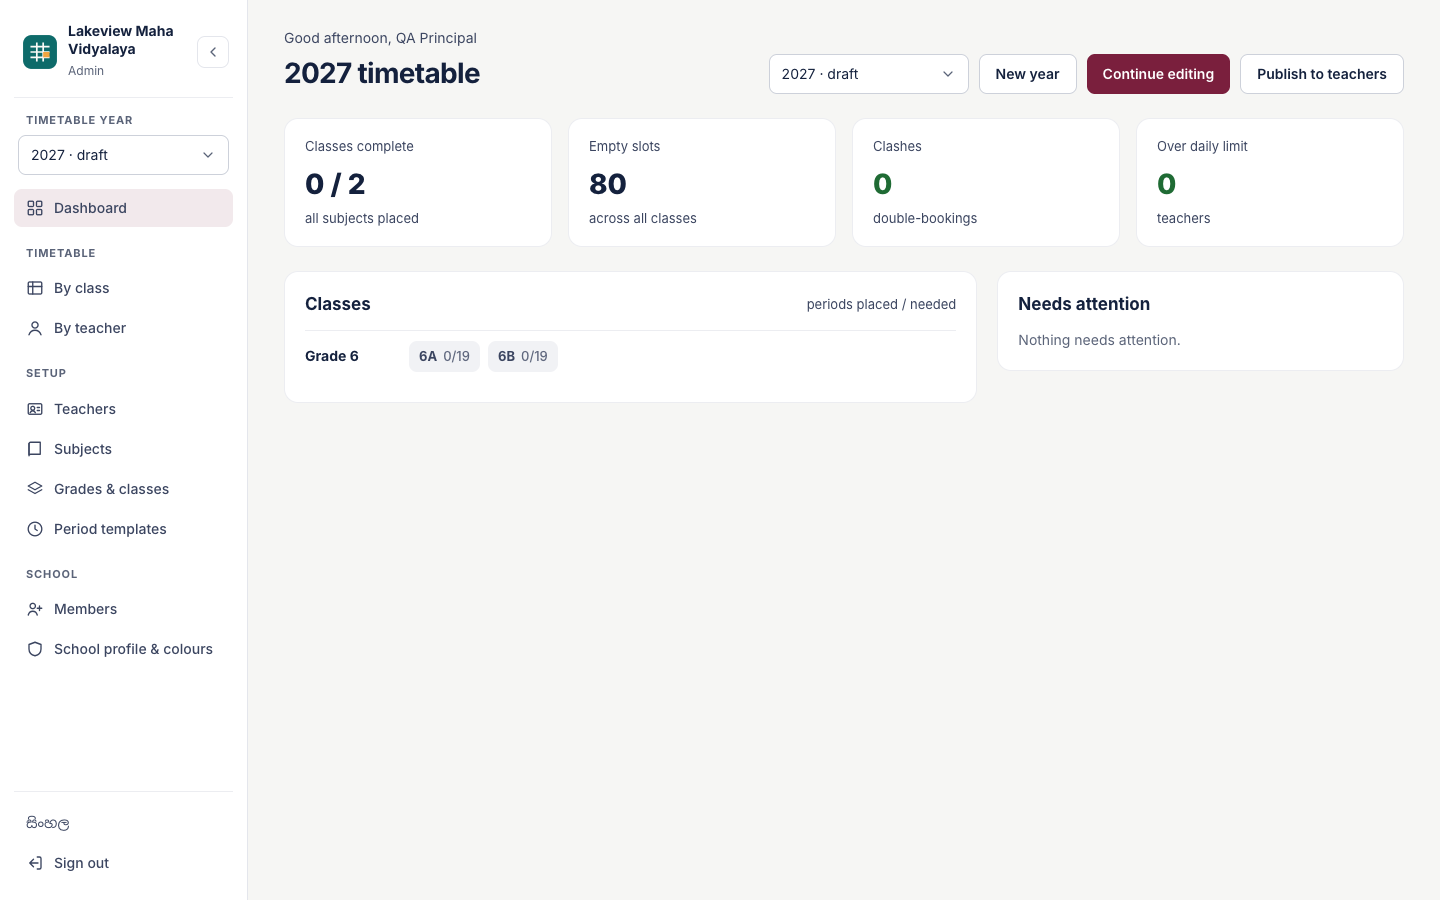 Lakeview Maha
Vidyalaya
Admin
TIMETABLE YEAR
2027 · draft
Dashboard
TIMETABLE
By class
By teacher
SETUP
Teachers
Subjects
Grades & classes
Period templates
SCHOOL
Members
School profile & colours
සිංහල
Sign out
Good afternoon, QA Principal
2027 timetable
2027 · draft
New year
Continue editing
Publish to teachers
Classes complete
0 / 2
all subjects placed
Empty slots
80
across all classes
Clashes
0
double-bookings
Over daily limit
0
teachers
Classes
periods placed / needed
Grade 6
6A 0/19
6B 0/19
Needs attention
Nothing needs attention.